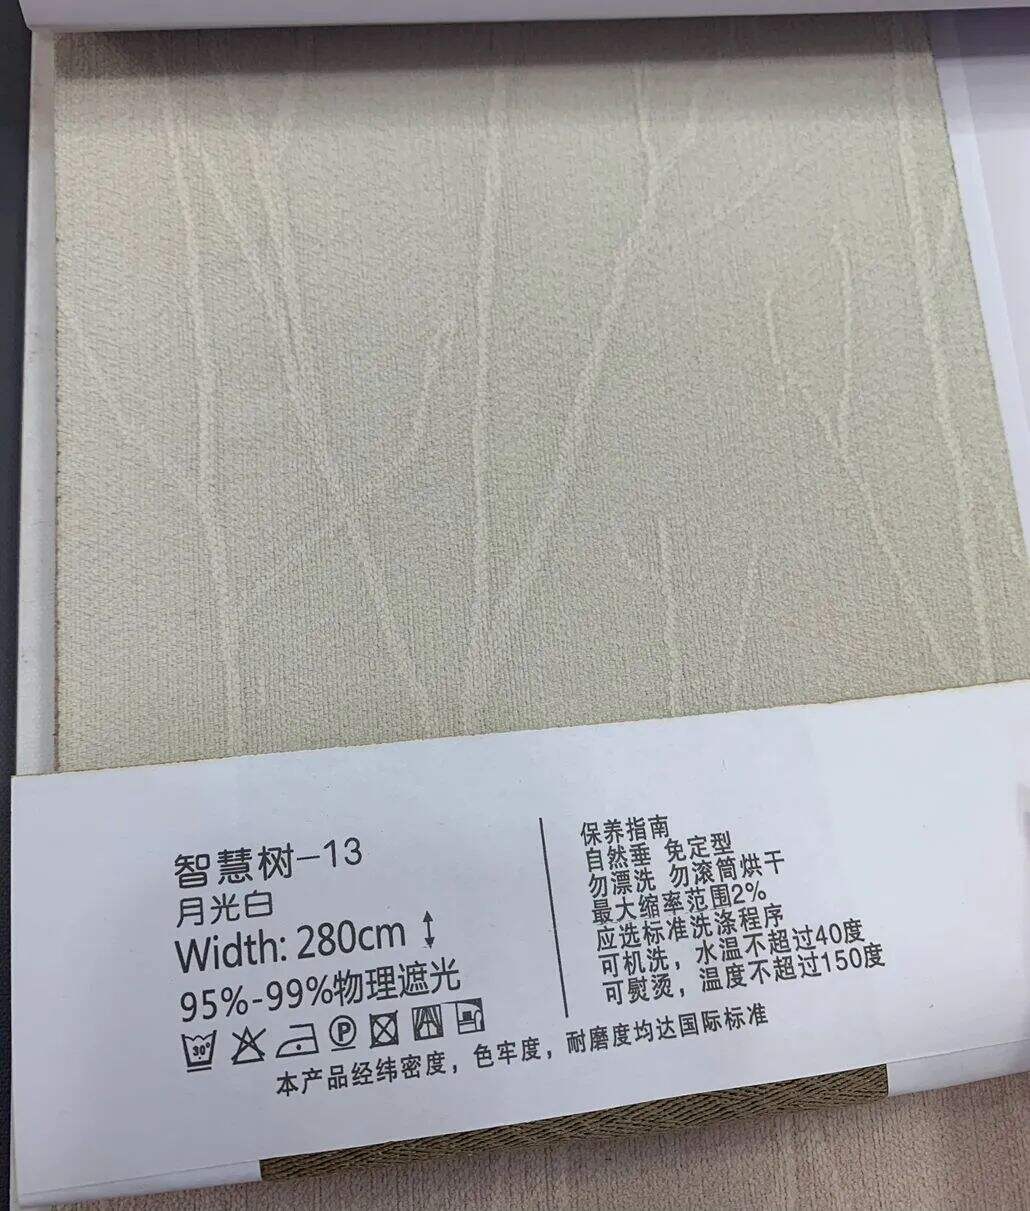 智慧树-13
月光白
Width: 280cm
95%-99%物理遮光
30°
P
保养指南
自然垂 免定型
勿漂洗 勿滚筒烘干
最大缩率范围2%
应选标准洗涤程序
可机洗，水温不超过40度
可熨烫，温度不超过150度
本产品经纬密度，色牢度，耐磨度均达国际标准